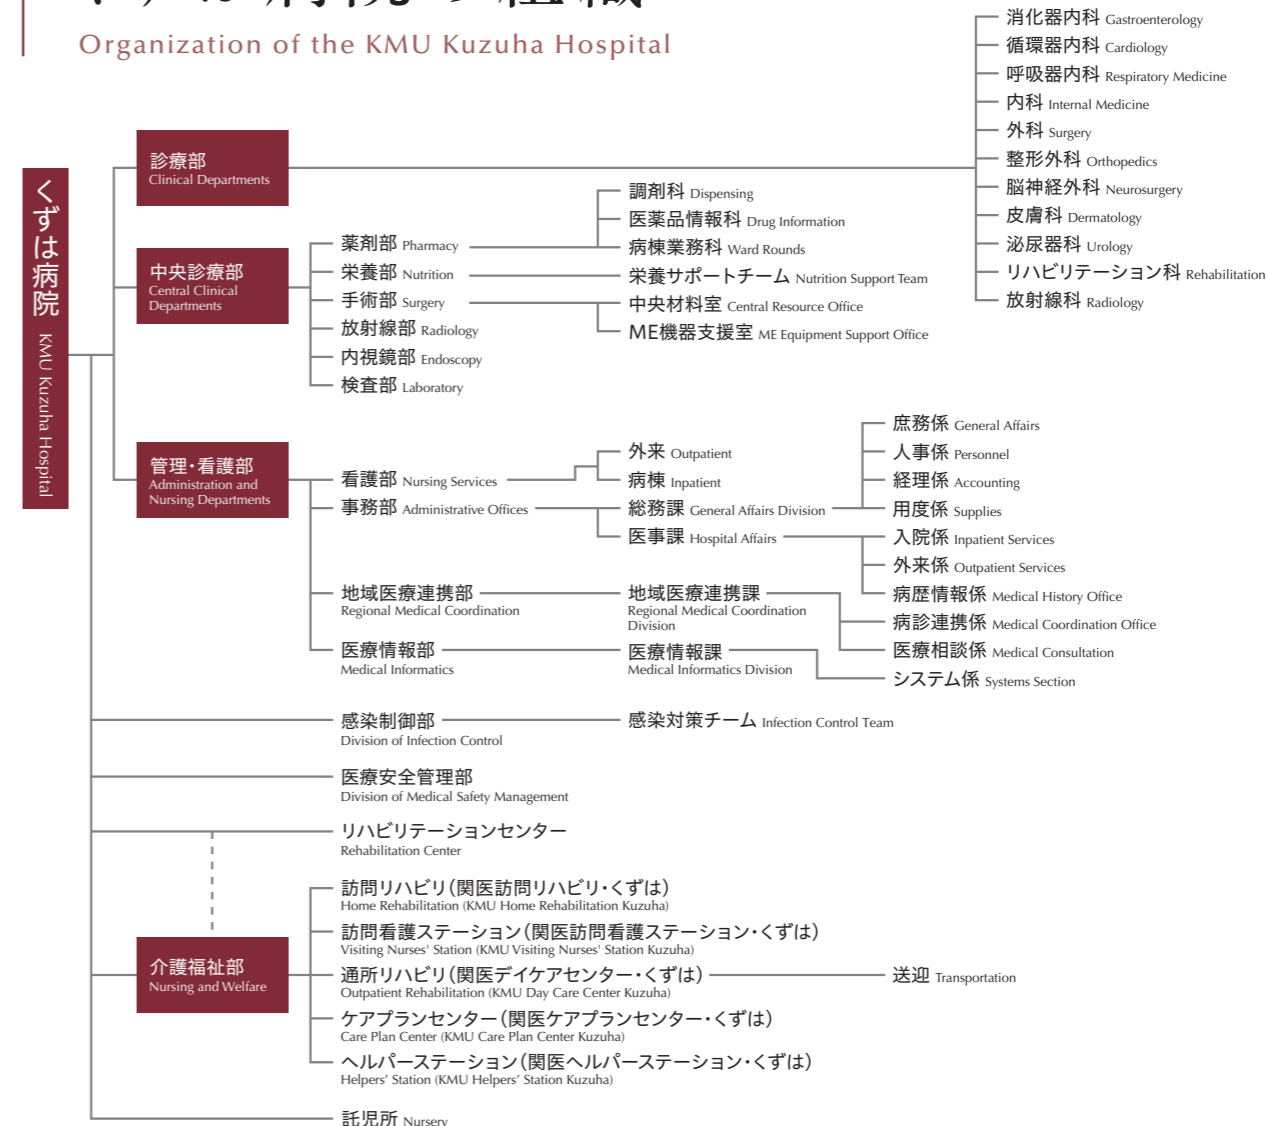 Organization of the KMU Kuzuha Hospital
くずは病院 KMU Kuzuha Hospital
診療部
Clinical Departments
消化器内科 Gastroenterology
循環器内科 Cardiology
呼吸器内科 Respiratory Medicine
内科 Internal Medicine
外科 Surgery
整形外科 Orthopedics
脳神経外科 Neurosurgery
皮膚科 Dermatology
泌尿器科 Urology
リハビリテーション科 Rehabilitation
放射線科 Radiology
中央診療部
Central Clinical
Departments
薬剤部 Pharmacy
栄養部 Nutrition
手術部 Surgery
放射線部 Radiology
内視鏡部 Endoscopy
検査部 Laboratory
調剤科 Dispensing
医薬品情報科 Drug Information
病棟業務科 Ward Rounds
栄養サポートチーム Nutrition Support Team
中央材料室 Central Resource Office
ME機器支援室 ME Equipment Support Office
管理・看護部
Administration and
Nursing Departments
看護部 Nursing Services
事務部 Administrative Offices
地域医療連携部
Regional Medical Coordination
医療情報部
Medical Informatics
外来 Outpatient
病棟 Inpatient
総務課 General Affairs Division
医事課 Hospital Affairs
地域医療連携課
Regional Medical Coordination
Division
医療情報課
Medical Informatics Division
庶務係 General Affairs
人事係 Personnel
経理係 Accounting
用度係 Supplies
入院係 Inpatient Services
外来係 Outpatient Services
病歴情報係 Medical History Office
病診連携係 Medical Coordination Office
医療相談係 Medical Consultation
システム係 Systems Section
感染制御部
Division of Infection Control
感染対策チーム Infection Control Team
医療安全管理部
Division of Medical Safety Management
リハビリテーションセンター
Rehabilitation Center
介護福祉部
Nursing and Welfare
訪問リハビリ（関医訪問リハビリ・くずは）
Home Rehabilitation (KMU Home Rehabilitation Kuzuha)
訪問看護ステーション（関医訪問看護ステーション・くずは）
Visiting Nurses' Station (KMU Visiting Nurses' Station Kuzuha)
通所リハビリ（関医デイケアセンター・くずは）
Outpatient Rehabilitation (KMU Day Care Center Kuzuha)
送迎 Transportation
ケアプランセンター（関医ケアプランセンター・くずは）
Care Plan Center (KMU Care Plan Center Kuzuha)
ヘルパーステーション（関医ヘルパーステーション・くずは）
Helpers' Station (KMU Helpers' Station Kuzuha)
託児所 Nursery